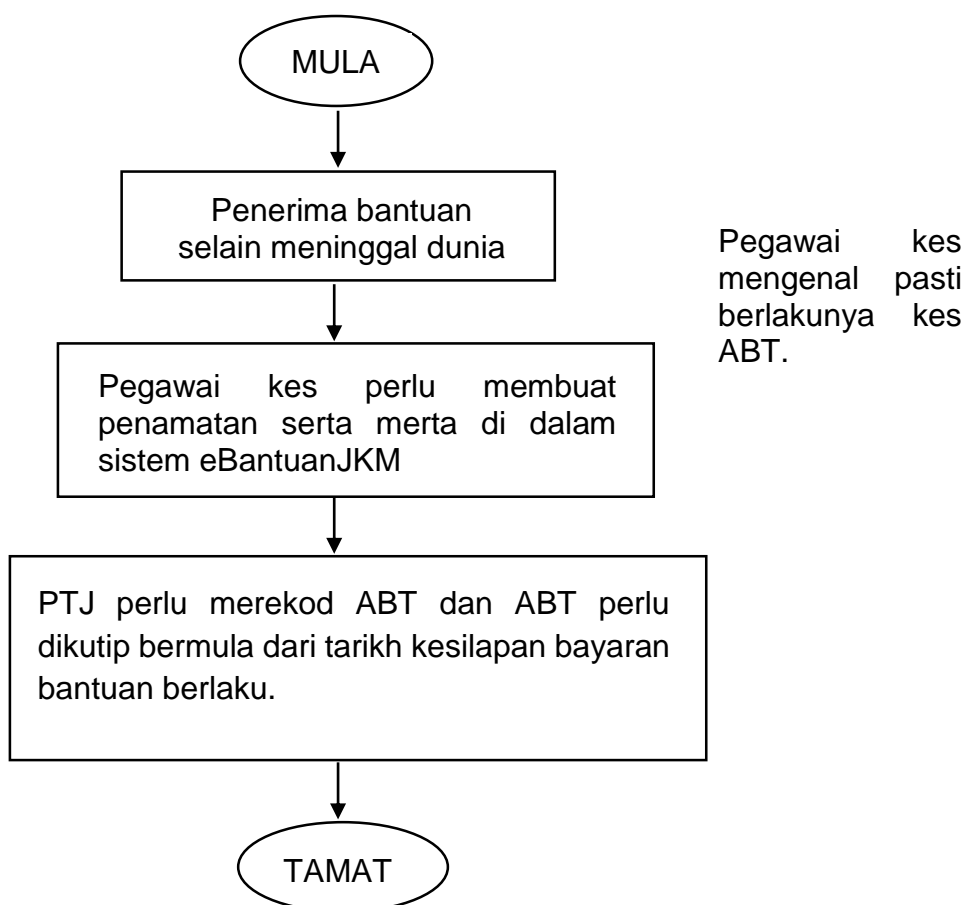 MULA
Penerima bantuan
selain meninggal dunia
Pegawai kes
mengenal pasti
berlakunya kes
ABT.
Pegawai kes perlu membuat
penamatan serta merta di dalam
sistem eBantuanJKM
PTJ perlu merekod ABT dan ABT perlu
dikutip bermula dari tarikh kesilapan bayaran
bantuan berlaku.
TAMAT